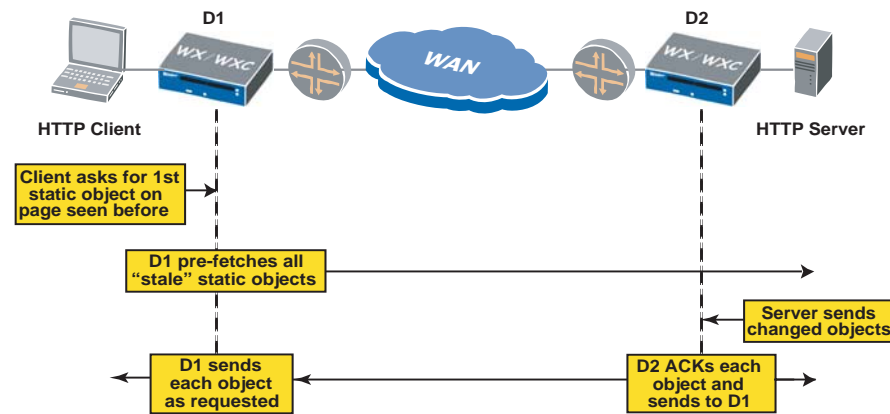 D1
D2
WX/WXC
WAN
WX/WXC
HTTP Client
HTTP Server
Client asks for 1st
static object on
page seen before
D1 pre-fetches all
“stale” static objects
Server sends
changed objects
D1 sends
each object
as requested
D2 ACKs each
object and
sends to D1